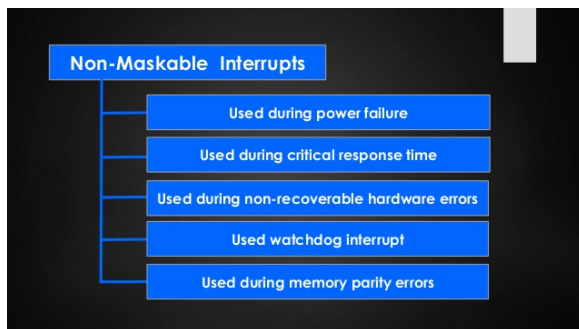 Non-Maskable Interrupts
Used during power failure
Used during critical response time
Used during non-recoverable hardware errors
Used watchdog interrupt
Used during memory parity errors